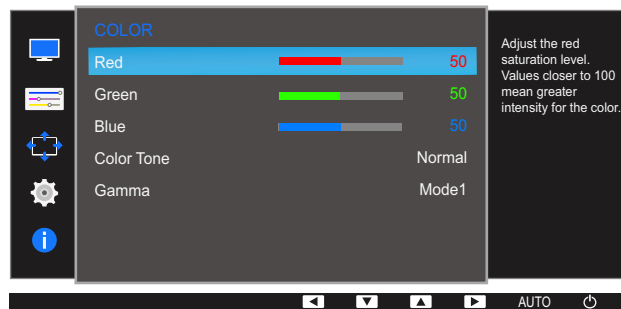 COLOR
Red 50
Green 50
Blue 50
Color Tone Normal
Gamma Mode1
Adjust the red
saturation level.
Values closer to 100
mean greater
intensity for the color.
AUTO